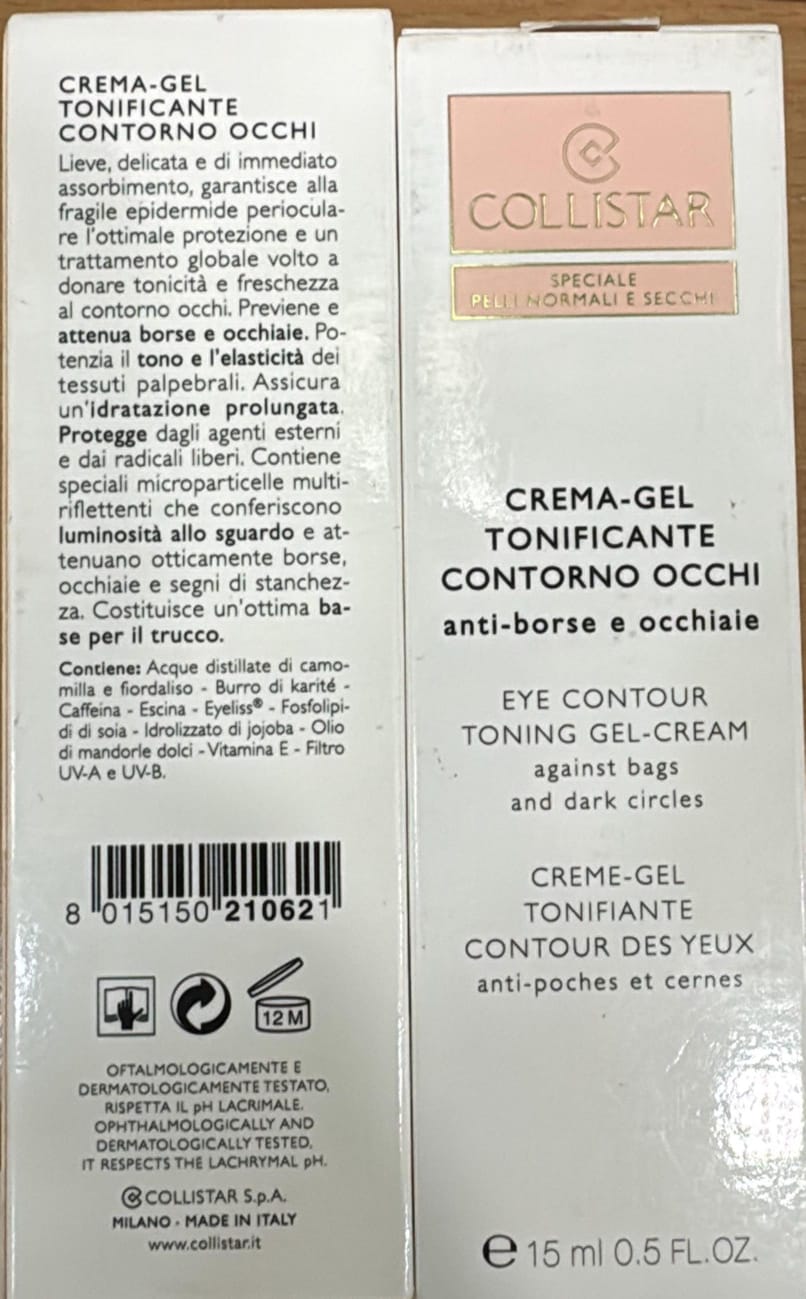 CREMA-GEL
TONIFICANTE
CONTORNO OCCHI
Lieve, delicata e di immediato
assorbimento, garantisce alla
fragile epidermide periocula-
re l'ottimale protezione e un
trattamento globale volto a
donare tonicità e freschezza
al contorno occhi. Previene e
attenua borse e occhiaie. Po-
tenzia il tono e l'elasticità dei
tessuti palpebrali. Assicura
un'idratazione prolungata.
Protegge dagli agenti esterni
e dai radicali liberi. Contiene
speciali microparticelle multi-
riflettenti che conferiscono
luminosità allo sguardo e at-
tenuano otticamente borse,
occhiaie e segni di stanchez-
za. Costituisce un'ottima ba-
se per il trucco.
Contiene: Acque distillate di camo-
milla e fiordaliso - Burro di karité -
Caffeina - Escina - Eyeliss® - Fosfolipi-
di di soia - Idrolizzato di jojoba - Olio
di mandorle dolci - Vitamina E - Filtro
UV-A e UV-B.
8 015150 210621
12 M
OFTALMOLOGICAMENTE E
DERMATOLOGICAMENTE TESTATO,
RISPETTA IL pH LACRIMALE.
OPHTHALMOLOGICALLY AND
DERMATOLOGICALLY TESTED,
IT RESPECTS THE LACHRYMAL pH.
COLLISTAR S.p.A.
MILANO - MADE IN ITALY
www.collistar.it
COLLISTAR
SPECIALE
PELLI NORMALI E SECCHE
CREMA-GEL
TONIFICANTE
CONTORNO OCCHI
anti-borse e occhiaie
EYE CONTOUR
TONING GEL-CREAM
against bags
and dark circles
CREME-GEL
TONIFIANTE
CONTOUR DES YEUX
anti-poches et cernes
e 15 ml 0.5 FL.OZ.